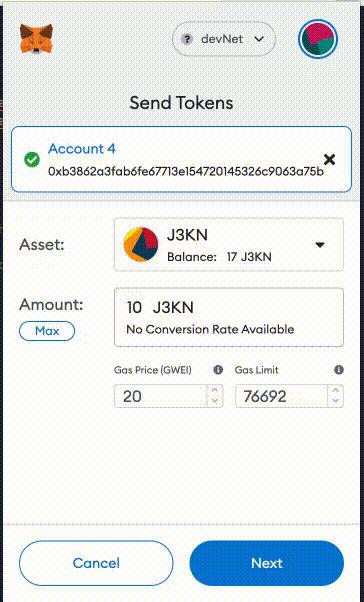 devNet
Send Tokens
Account 4
0xb3862a3fab6fe67713e154720145326c9063a75b
Asset:
J3KN
Balance: 17 J3KN
Amount:
Max
10 J3KN
No Conversion Rate Available
Gas Price (GWEI)
Gas Limit
20
76692
Cancel
Next